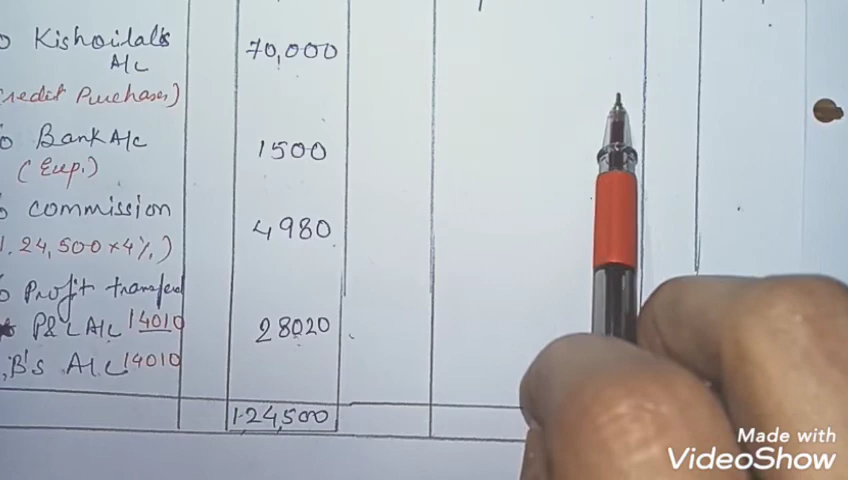 o Kishorilal's 70,000
A/c
credit Purchases)
o Bank A/c 1500
(Exp.)
o commission 4980
1,24,500 x 4%)
o Profit transferred
P&L A/c 14010 28020
B's A/c 14010
1,24,500
Made with
VideoShow